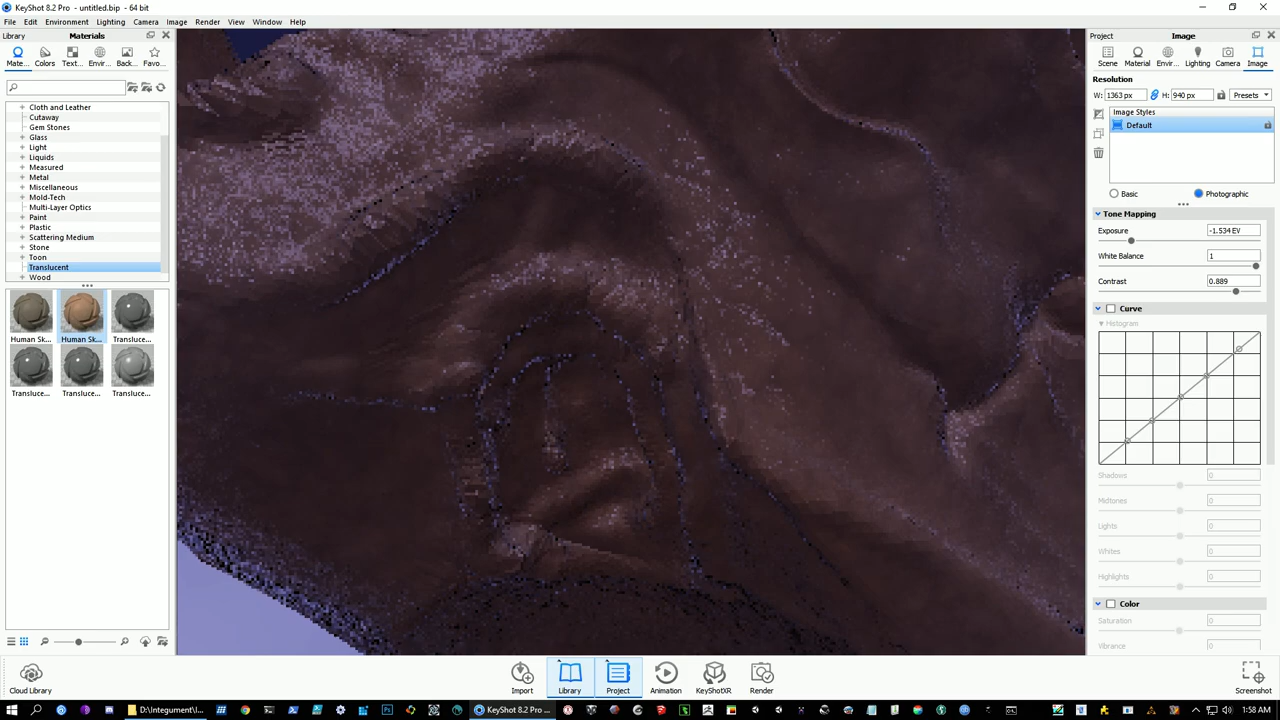 KeyShot 8.2 Pro - untitled.bip - 64 bit
File Edit Environment Lighting Camera Image Render View Window Help
Library Materials
Mate... Colors Text... Envir... Back... Favo...
Cloth and Leather
Cutaway
Gem Stones
Glass
Light
Liquids
Measured
Metal
Miscellaneous
Mold-Tech
Multi-Layer Optics
Paint
Plastic
Scattering Medium
Stone
Toon
Translucent
Wood
Human Sk... Human Sk... Transluce...
Transluce... Transluce... Transluce...
Cloud Library
Import Library Project Animation KeyShotXR Render
Project Image
Scene Material Envir... Lighting Camera Image
Resolution
W: 1363 px H: 940 px Presets
Image Styles
Default
Basic Photographic
Tone Mapping
Exposure -1.534 EV
White Balance 1
Contrast 0.889
Curve
Histogram
Shadows 0
Midtones 0
Lights 0
Whites 0
Highlights 0
Color
Saturation 0
Vibrance 0
Screenshot
D:\Integument\I... KeyShot 8.2 Pro ... 1:58 AM